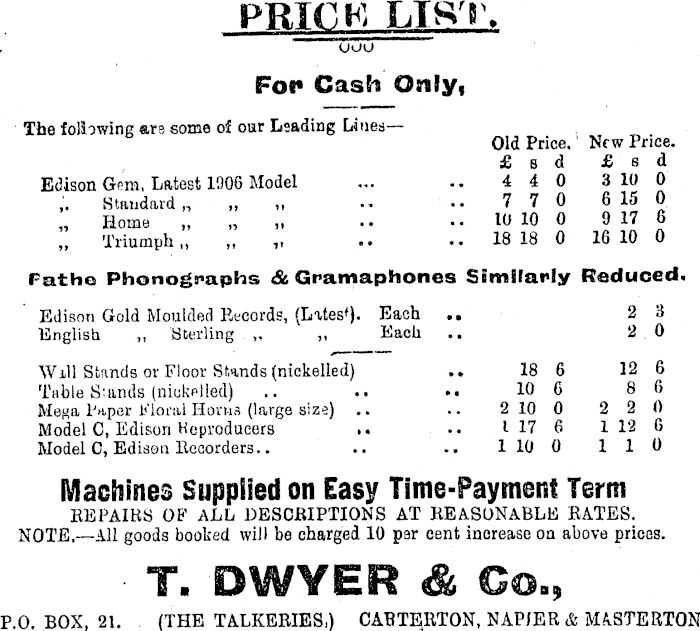 PRICE LIST.
For Cash Only,
The following are some of our Leading Lines—
Old Price. New Price.
£ s d £ s d
Edison Gem, Latest 1906 Model ... .. 4 4 0 3 10 0
„ Standard „ „ „ .. .. 7 7 0 6 15 0
„ Home „ „ „ .. .. 10 10 0 9 17 6
„ Triumph „ „ „ .. .. 18 18 0 16 10 0
Pathe Phonographs & Gramaphones Similarly Reduced.
Edison Gold Moulded Records, (Latest). Each .. 2 3
English „ Sterling „ „ Each .. 2 0
Wall Stands or Floor Stands (nickelled) .. 18 6 12 6
Table Stands (nickelled) .. .. .. 10 6 8 6
Mega Paper Floral Horns (large size) .. .. 2 10 0 2 2 0
Model C, Edison Reproducers .. .. 1 17 6 1 12 6
Model C, Edison Recorders.. .. .. 1 10 0 1 1 0
Machines Supplied on Easy Time-Payment Term
REPAIRS OF ALL DESCRIPTIONS AT REASONABLE RATES.
NOTE.—All goods booked will be charged 10 per cent increase on above prices.
T. DWYER & Co.,
P.O. BOX, 21. (THE TALKERIES,) CARTERTON, NAPIER & MASTERTON